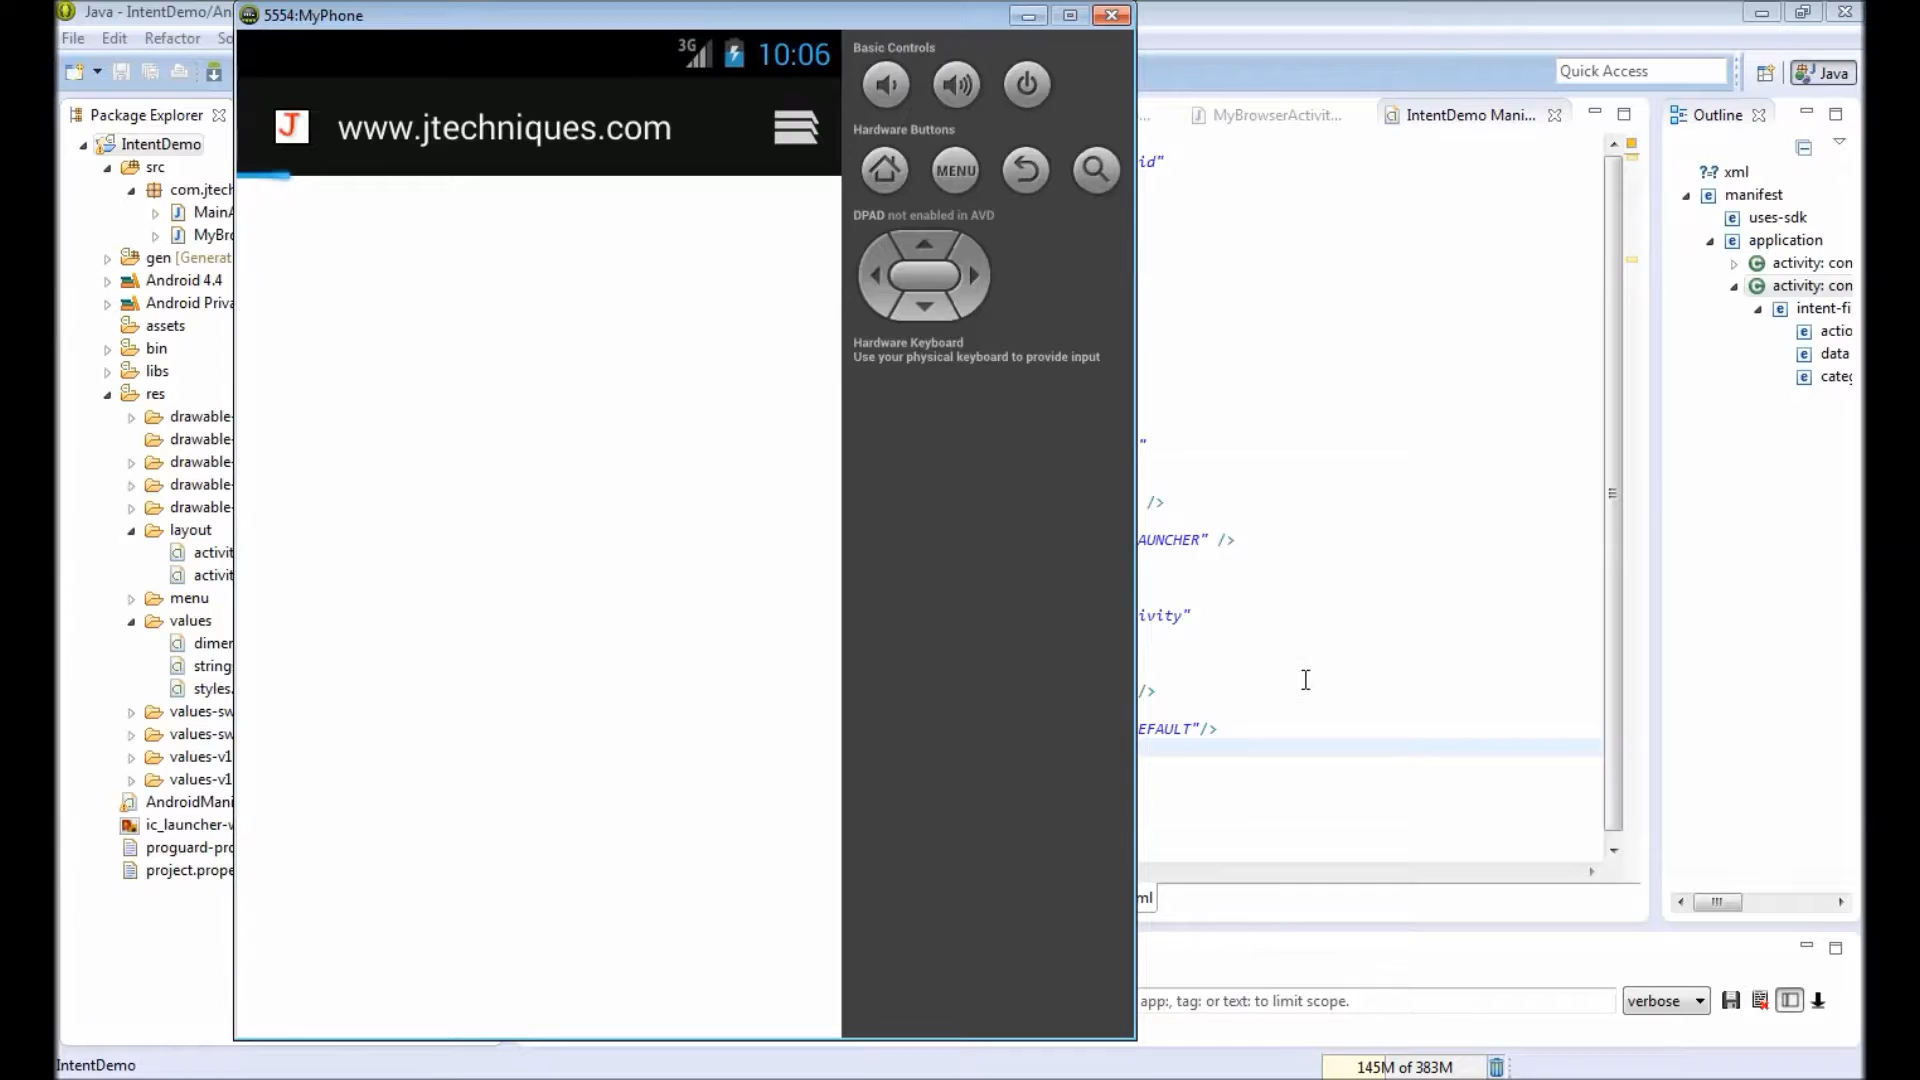 Java - IntentDemo/An
5554:MyPhone
File Edit Refactor So
3G 10:06
Basic Controls
Quick Access
Java
Package Explorer
MyBrowserActivit...
IntentDemo Mani...
Outline
J www.jtechniques.com
Hardware Buttons
MENU
IntentDemo
src
com.jtech
MainA
MyBro
gen [Generat
Android 4.4
Android Priva
assets
bin
libs
res
drawable-
drawable-
drawable-
drawable-
drawable-
layout
activit
activit
menu
values
dimen
strings
styles.
values-sw
values-sw
values-v1
values-v1
AndroidMani
ic_launcher-w
proguard-pro
project.prope
DPAD not enabled in AVD
Hardware Keyboard
Use your physical keyboard to provide input
id"
"
/>
AUNCHER" />
ivity"
/>
EFAULT"/>
ml
?=? xml
e manifest
e uses-sdk
e application
C activity: con
C activity: con
e intent-fi
e actio
e data
e categ
app:, tag: or text: to limit scope.
verbose
IntentDemo
145M of 383M